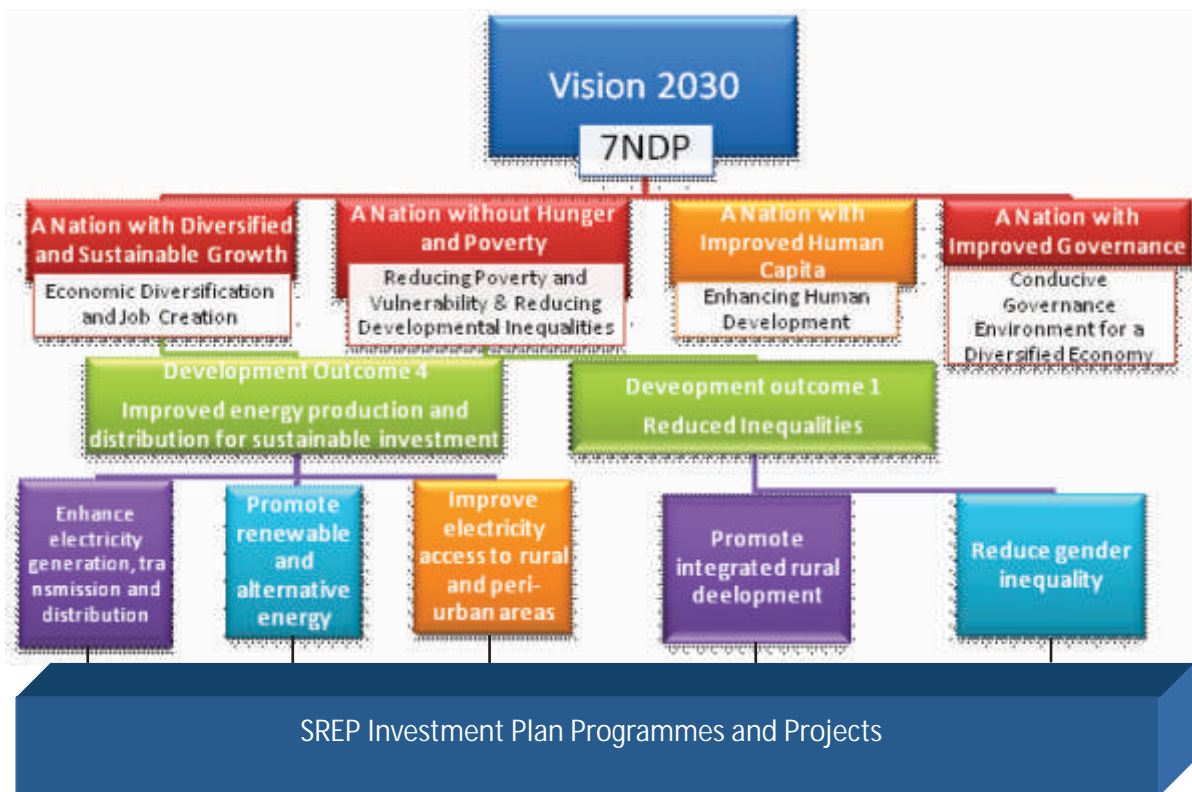 Vision 2030
7NDP
A Nation with Diversified
and Sustainable Growth
Economic Diversification
and Job Creation
A Nation without Hunger
and Poverty
Reducing Poverty and
Vulnerability & Reducing
Developmental Inequalities
A Nation with
Improved Human
Capita
Enhancing Human
Development
A Nation with
Improved Governance
Conducive
Governance
Environment for a
Diversified Economy
Development Outcome 4
Improved energy production and
distribution for sustainable investment
Deveopment outcome 1
Reduced Inequalities
Enhance
electricity
generation, tra
nsmission and
distribution
Promote
renewable
and
alternative
energy
Improve
electricity
access to rural
and peri-
urban areas
Promote
integrated rural
deelopment
Reduce gender
inequality
SREP Investment Plan Programmes and Projects